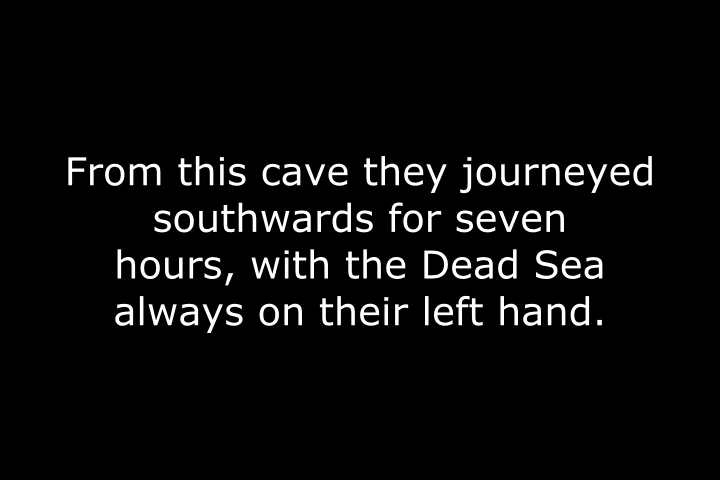 From this cave they journeyed
southwards for seven
hours, with the Dead Sea
always on their left hand.